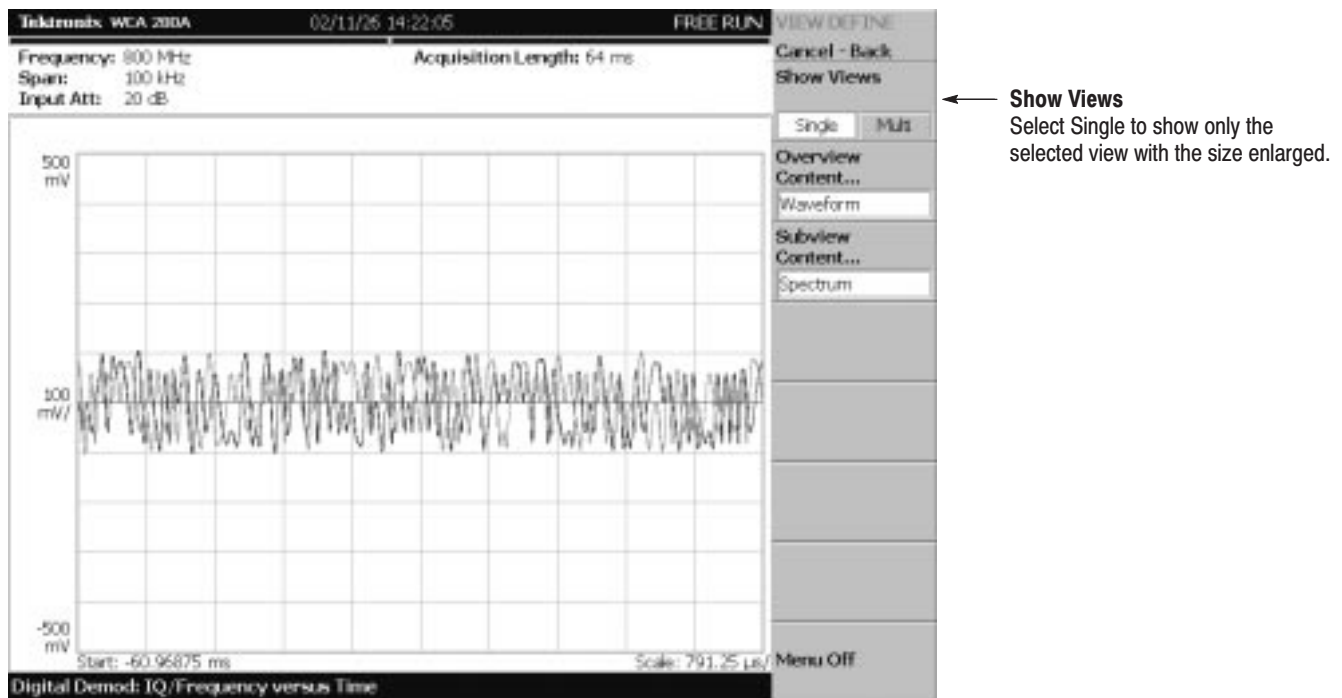 Tektronix WCA 200A 02/11/26 14:22:05 FREE RUN
Frequency: 800 MHz
Span: 100 kHz
Input Att: 20 dB
Acquisition Length: 64 ms
500
mV
100
mV/
-500
mV
Start: -60.96875 ms
Scale: 791.25 µs/
Digital Demod: IQ/Frequency versus Time
VIEW DEFINE
Cancel - Back
Show Views
Single Multi
Overview
Content...
Waveform
Subview
Content...
Spectrum
Menu Off
Show Views
Select Single to show only the
selected view with the size enlarged.